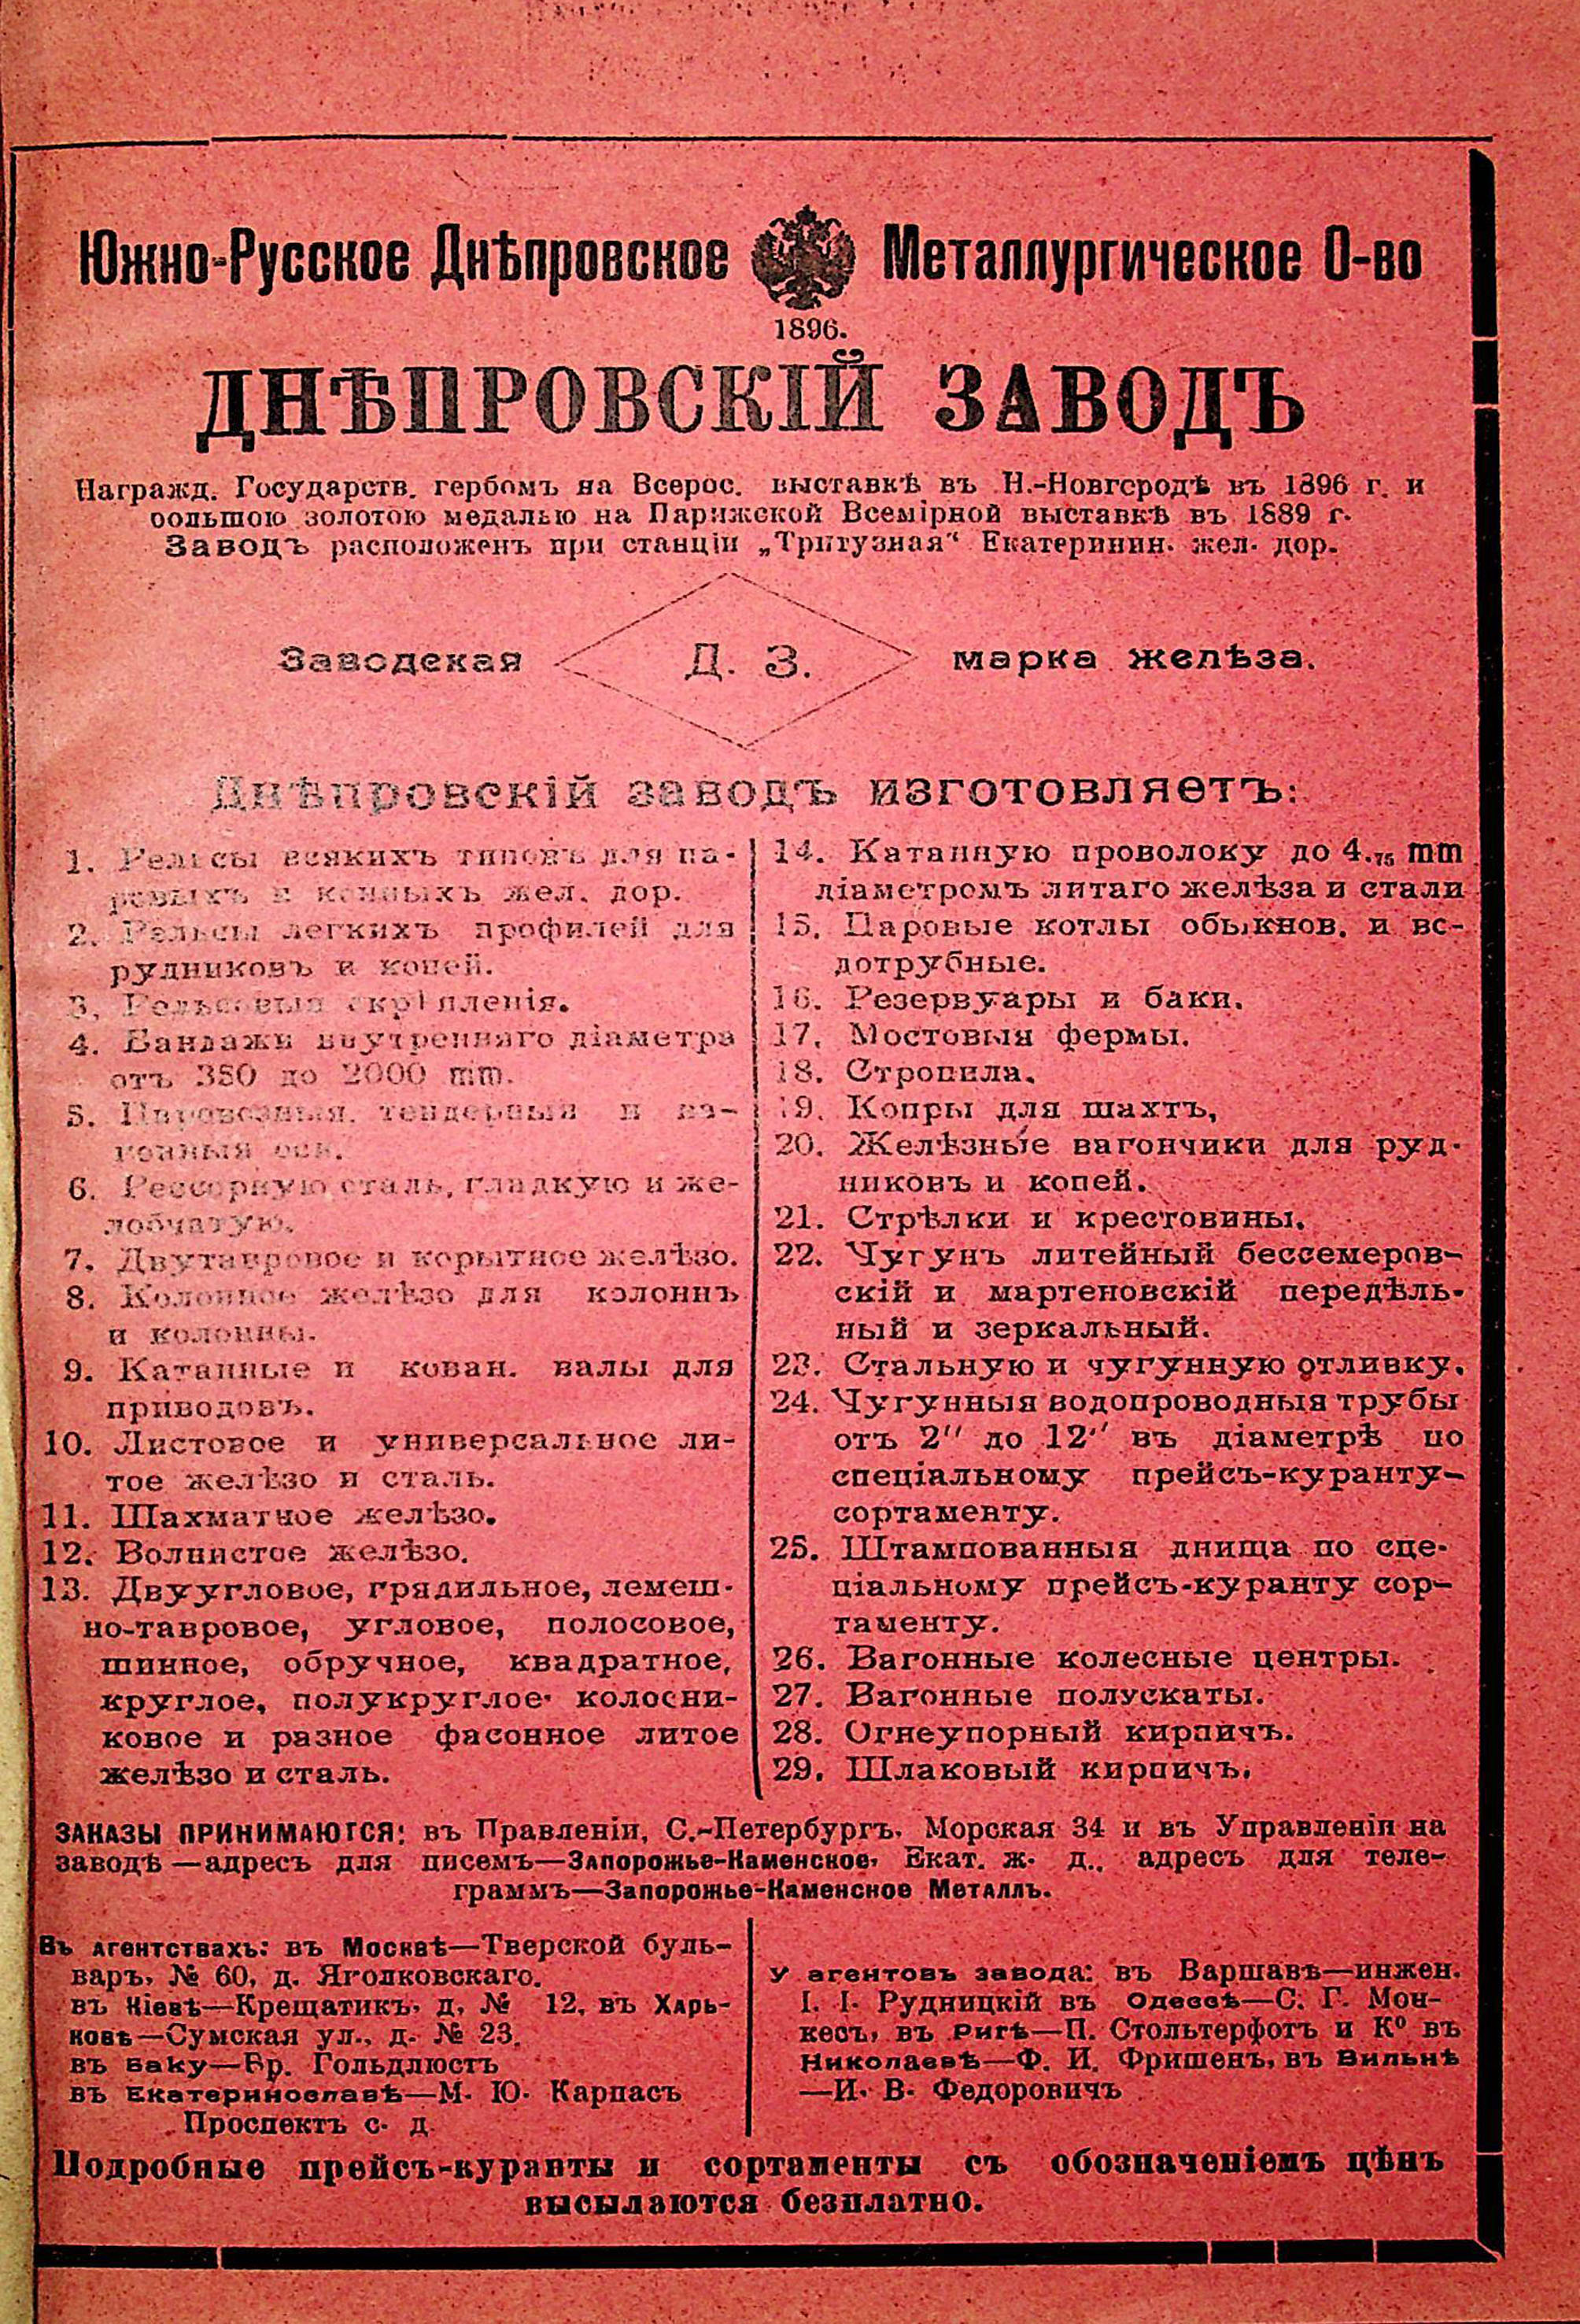 Южно-Русское Днѣпровское Металлургическое О-во
1896.
ДНѢПРОВСКІЙ ЗАВОДЪ
Награжд. Государств. гербомъ на Всерос. выставкѣ въ Н.-Новгородѣ въ 1896 г. и
большою золотою медалью на Парижской Всемірной выставкѣ въ 1889 г.
Заводъ расположенъ при станціи „Тритузная“ Екатеринин. жел. дор.
Заводская Д. З. марка желѣза.
Днѣпровскій заводъ изготовляетъ:
1. Рельсы всякихъ типовъ для па-
ровыхъ и конныхъ жел. дор.
2. Рельсы легкихъ профилей для
рудниковъ и копей.
3. Рельсовыя скрѣпленія.
4. Бандажи внутренняго діаметра
отъ 350 до 2000 mm.
5. Паровозныя, тендерныя и ва-
гонныя оси.
6. Рессорную сталь, гладкую и же-
лобчатую.
7. Двутавровое и корытное желѣзо.
8. Колонное желѣзо для колоннъ
и колонны.
9. Катанные и кован. валы для
приводовъ.
10. Листовое и универсальное ли-
тое желѣзо и сталь.
11. Шахматное желѣзо.
12. Волнистое желѣзо.
13. Двуугловое, грядильное, лемеш-
но-тавровое, угловое, полосовое,
шинное, обручное, квадратное,
круглое, полукруглое, колосни-
ковое и разное фасонное литое
желѣзо и сталь.
14. Катанную проволоку до 4.75 mm
діаметромъ литаго желѣза и стали
15. Паровые котлы обыкнов. и во-
дотрубные.
16. Резервуары и баки.
17. Мостовыя фермы.
18. Стропила.
19. Копры для шахтъ,
20. Желѣзные вагончики для руд-
никовъ и копей.
21. Стрѣлки и крестовины.
22. Чугунъ литейный бессемеров-
скій и мартеновскій передѣль-
ный и зеркальный.
23. Стальную и чугунную отливку.
24. Чугунныя водопроводныя трубы
отъ 2" до 12" въ діаметрѣ по
спеціальному прейсъ-куранту-
сортаменту.
25. Штампованныя днища по спе-
ціальному прейсъ-куранту сор-
таменту.
26. Вагонные колесные центры.
27. Вагонные полускаты.
28. Огнеупорный кирпичъ.
29. Шлаковый кирпичъ.
ЗАКАЗЫ ПРИНИМАЮТСЯ: въ Правленіи, С.-Петербургъ, Морская 34 и въ Управленіи на
заводѣ—адресъ для писемъ—Запорожье-Каменское, Екат. ж. д., адресъ для теле-
граммъ—Запорожье-Каменское Металлъ.
Въ агентствахъ: въ Москвѣ—Тверской буль-
варъ, № 60, д. Яголковскаго.
въ Кіевѣ—Крещатикъ, д. № 12, въ Харь-
ковѣ—Сумская ул., д. № 23.
въ Баку—Бр. Гольдлюстъ
въ Екатеринославѣ—М. Ю. Карпасъ
Проспектъ с. д.
У агентовъ завода: въ Варшавѣ—инжен.
І. І. Рудницкій въ Одессѣ—С. Г. Мон-
кесъ, въ Ригѣ—П. Стольтерфотъ и Кº въ
Николаевѣ—Ф. И. Фришенъ, въ Вильнѣ
—И. В. Федоровичъ
Подробные прейсъ-куранты и сортаменты съ обозначеніемъ цѣнъ
высылаются безплатно.